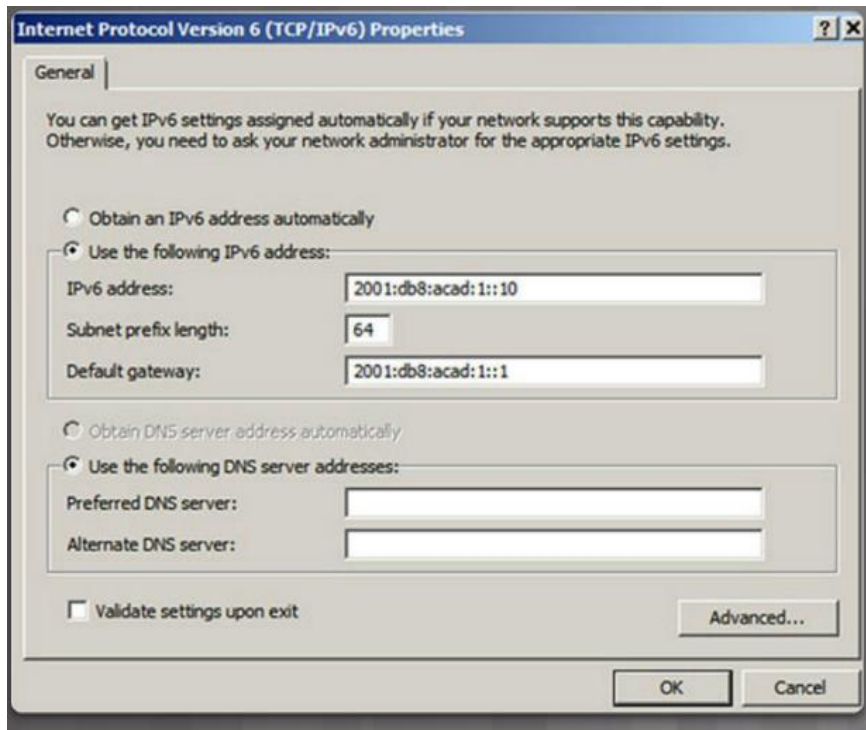 Internet Protocol Version 6 (TCP/IPv6) Properties
General
You can get IPv6 settings assigned automatically if your network supports this capability.
Otherwise, you need to ask your network administrator for the appropriate IPv6 settings.
Obtain an IPv6 address automatically
Use the following IPv6 address:
IPv6 address: 2001:db8:acad:1::10
Subnet prefix length: 64
Default gateway: 2001:db8:acad:1::1
Obtain DNS server address automatically
Use the following DNS server addresses:
Preferred DNS server:
Alternate DNS server:
Validate settings upon exit
Advanced...
OK Cancel